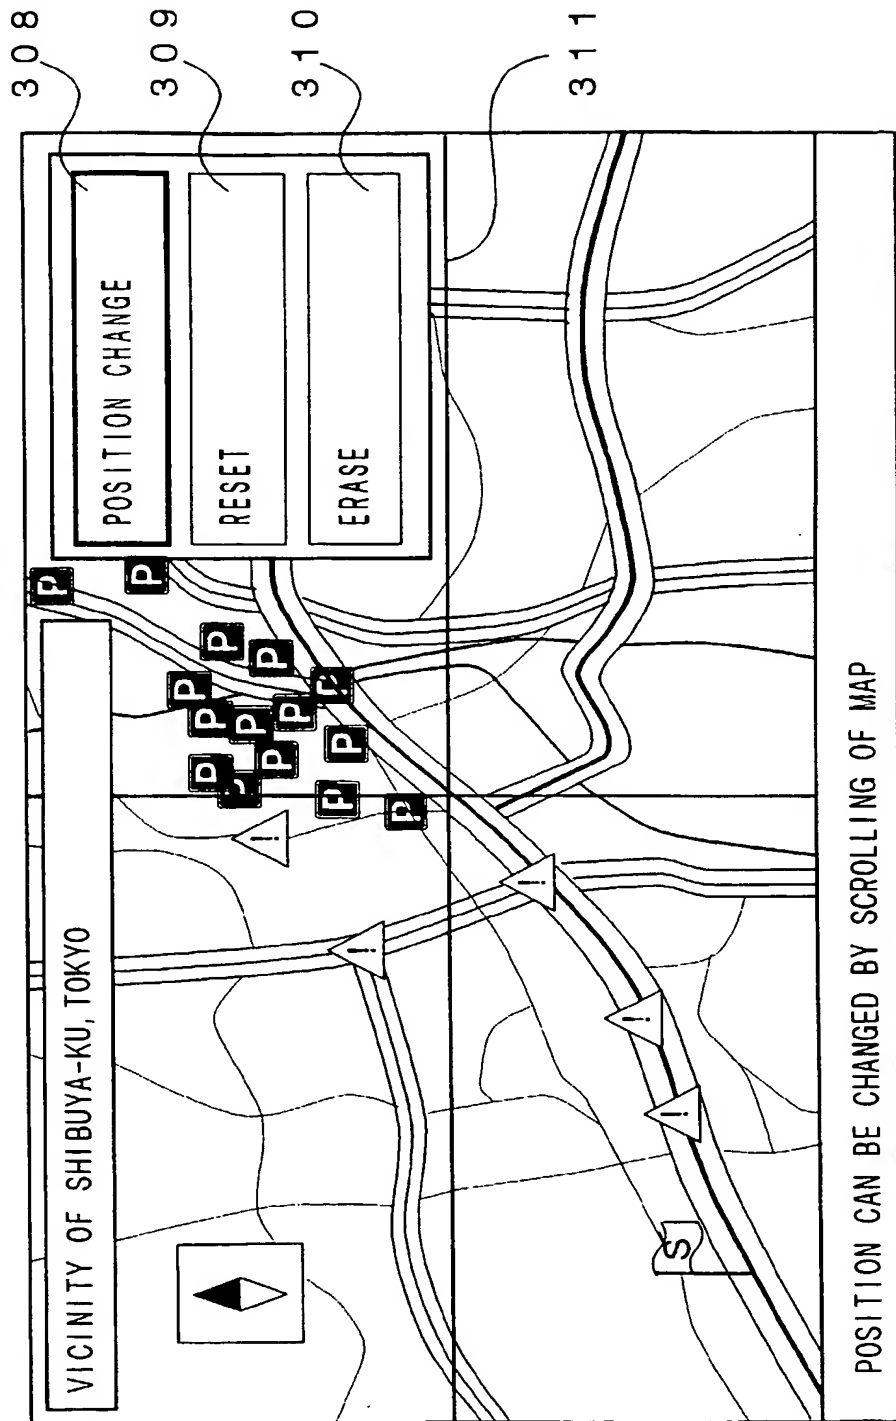 308
P
VICINITY OF SHIBUYA-KU, TOKYO
POSITION CHANGE
P
309
P
P
P
P
RESET
P
P
!
P
P
P
310
P
P
P
ERASE
!
P
!
311
!
!
S
POSITION CAN BE CHANGED BY SCROLLING OF MAP